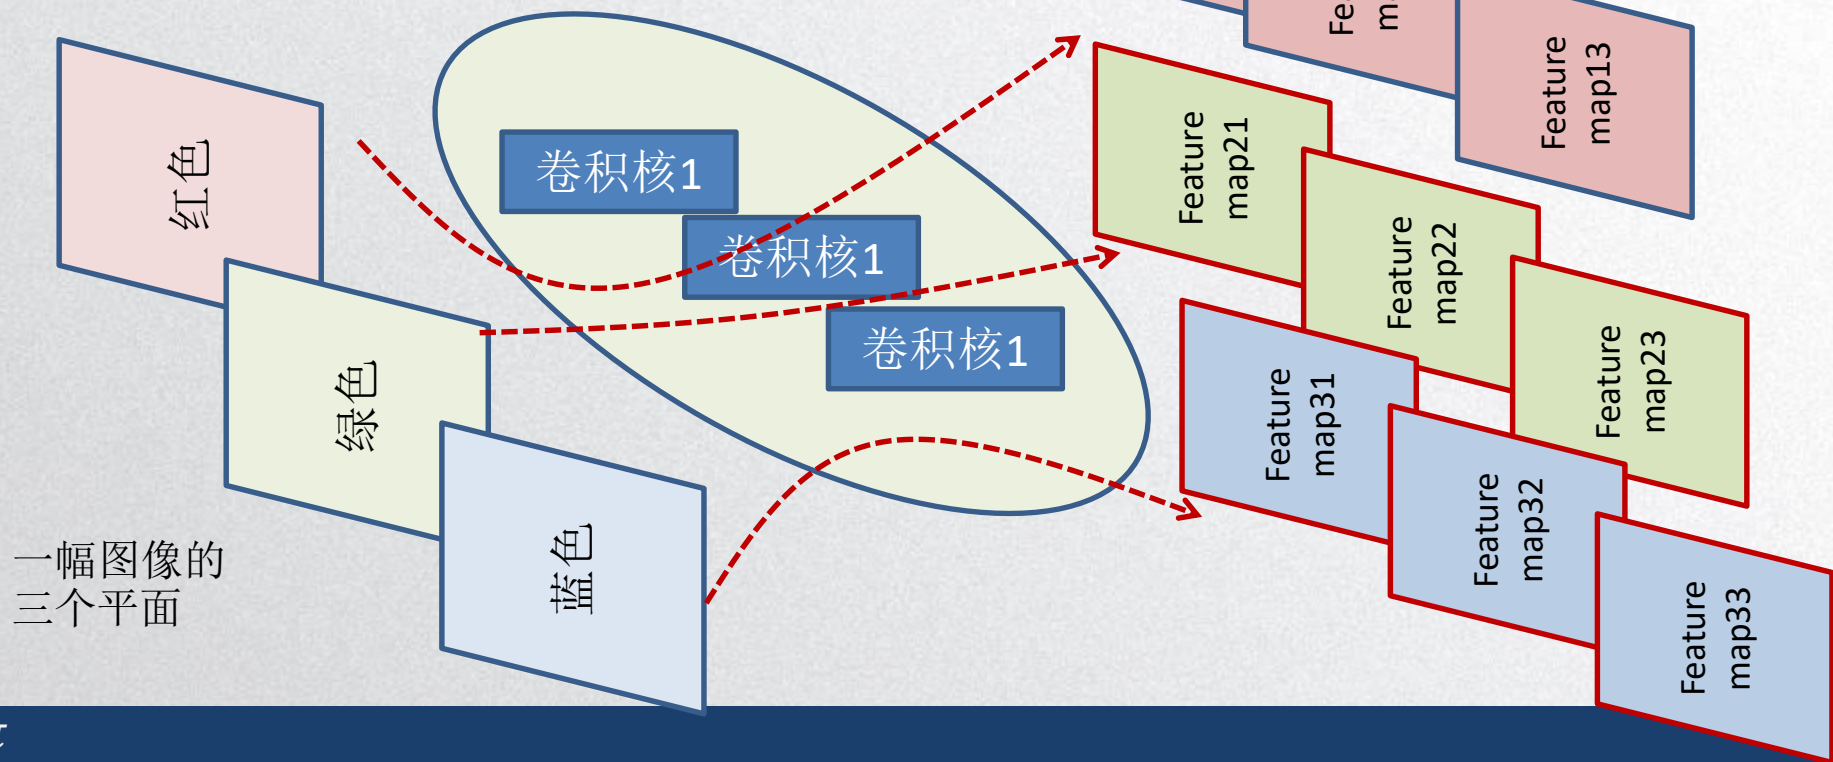 红色
绿色
蓝色
一幅图像的
三个平面
卷积核1
卷积核1
卷积核1
Feature
map13
Feature
map21
Feature
map22
Feature
map23
Feature
map31
Feature
map32
Feature
map33